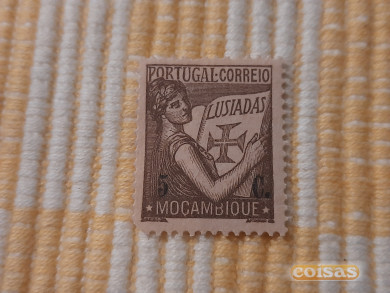 PORTUGAL-CORREIO
LUSIADAS
5 C.
MOÇAMBIQUE
coisas